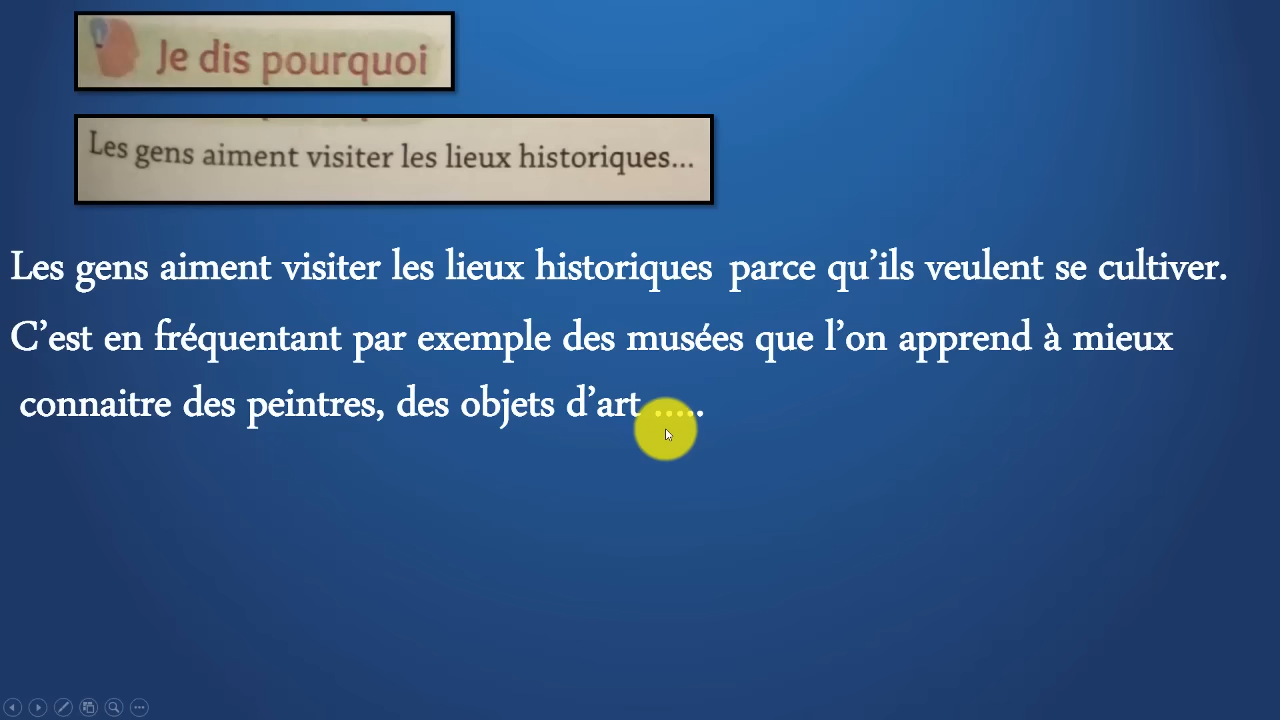 Je dis pourquoi
Les gens aiment visiter les lieux historiques...
Les gens aiment visiter les lieux historiques parce qu’ils veulent se cultiver.
C’est en fréquentant par exemple des musées que l’on apprend à mieux
connaitre des peintres, des objets d’art .....